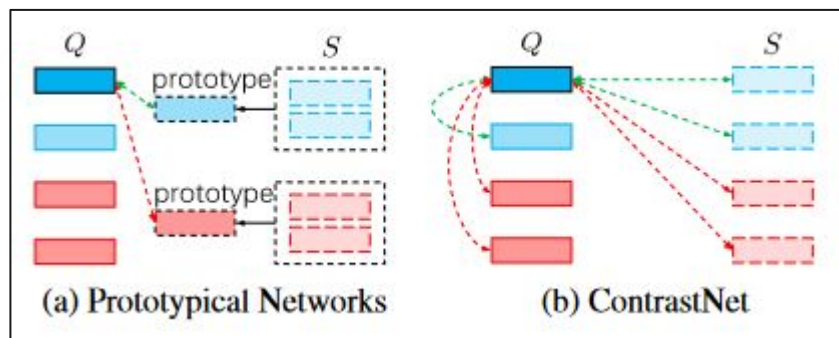 Q S
prototype
prototype
(a) Prototypical Networks
Q S
(b) ContrastNet